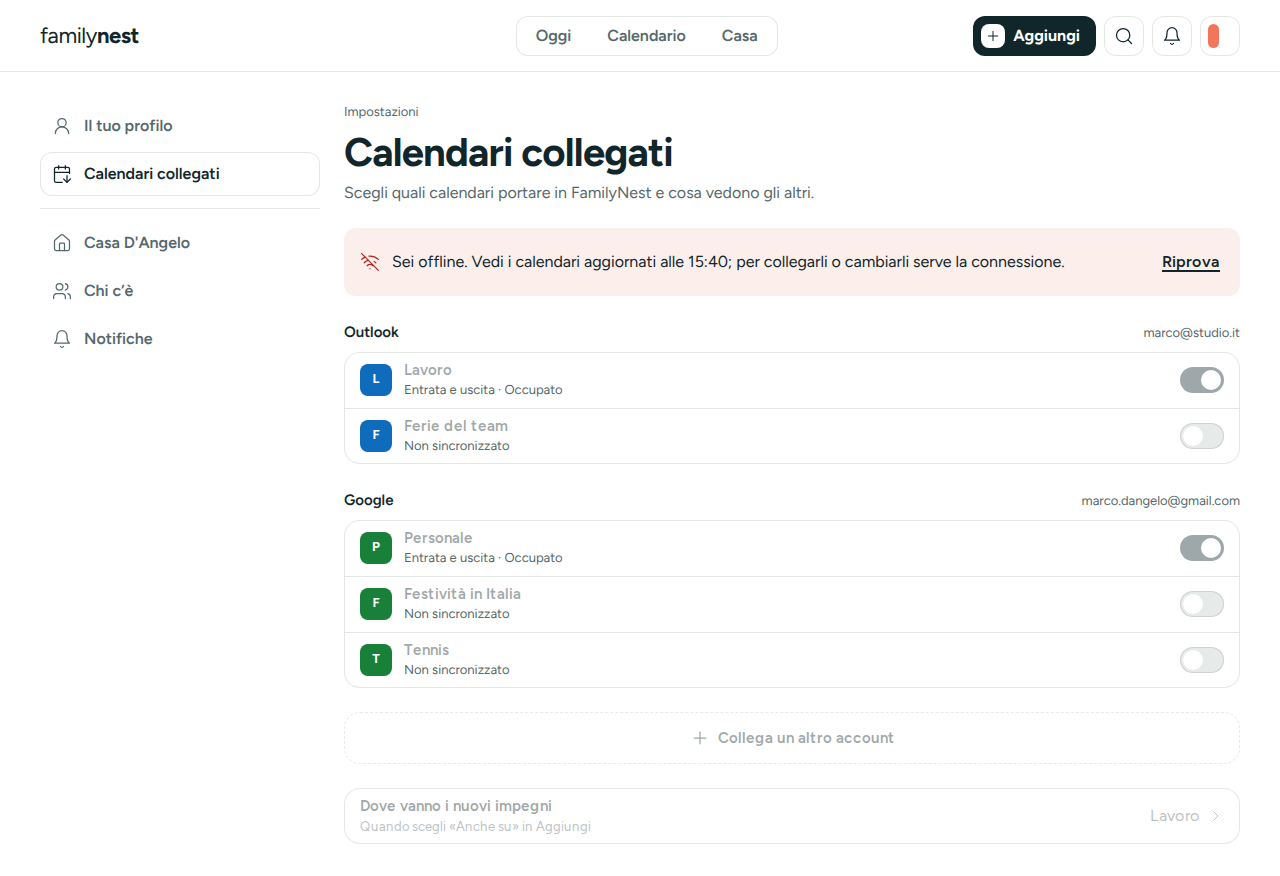 familynest
Oggi
Calendario
Casa
Aggiungi
Il tuo profilo
Calendari collegati
Casa D'Angelo
Chi c’è
Notifiche
Impostazioni
Calendari collegati
Scegli quali calendari portare in FamilyNest e cosa vedono gli altri.
Sei offline. Vedi i calendari aggiornati alle 15:40; per collegarli o cambiarli serve la connessione.
Riprova
Outlook
marco@studio.it
L
Lavoro
Entrata e uscita · Occupato
F
Ferie del team
Non sincronizzato
Google
marco.dangelo@gmail.com
P
Personale
Entrata e uscita · Occupato
F
Festività in Italia
Non sincronizzato
T
Tennis
Non sincronizzato
Collega un altro account
Dove vanno i nuovi impegni
Quando scegli «Anche su» in Aggiungi
Lavoro